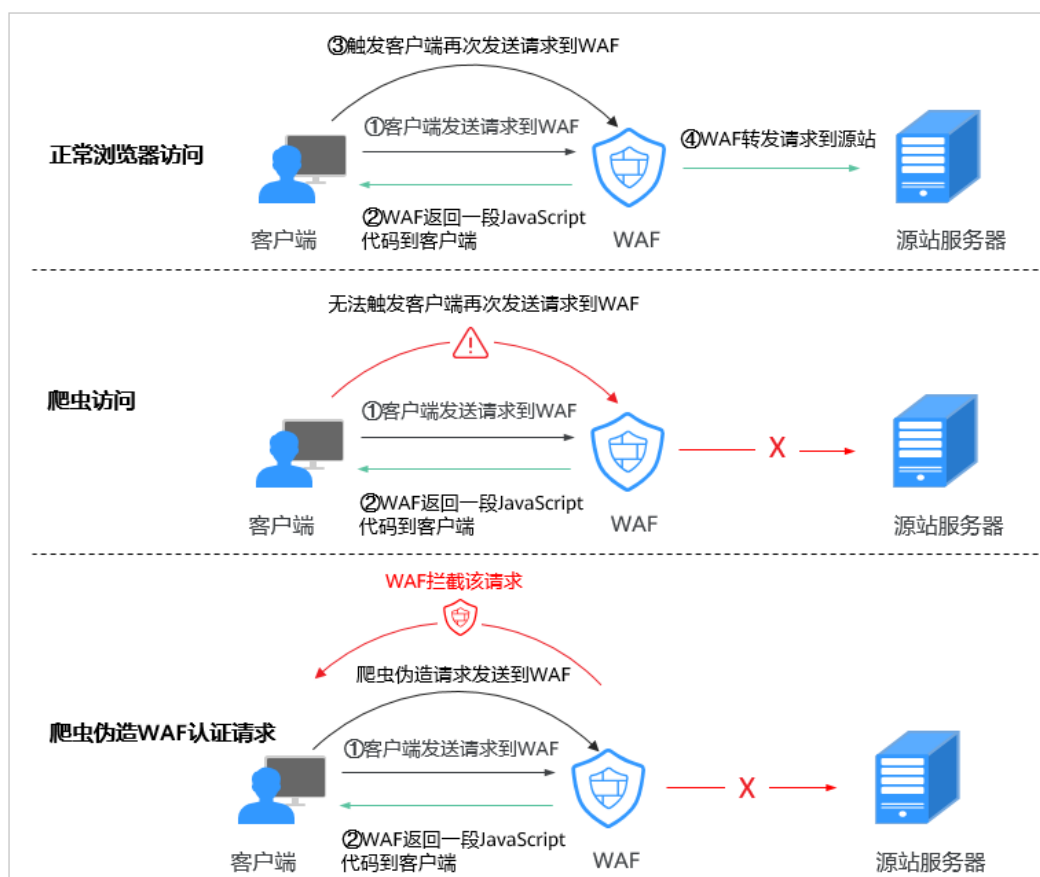 ③触发客户端再次发送请求到WAF
①客户端发送请求到WAF
④WAF转发请求到源站
正常浏览器访问
②WAF返回一段JavaScript
代码到客户端
客户端
WAF
源站服务器
无法触发客户端再次发送请求到WAF
爬虫访问
①客户端发送请求到WAF
X
②WAF返回一段JavaScript
代码到客户端
客户端
WAF
源站服务器
WAF拦截该请求
爬虫伪造请求发送到WAF
爬虫伪造WAF认证请求
①客户端发送请求到WAF
X
②WAF返回一段JavaScript
代码到客户端
客户端
WAF
源站服务器